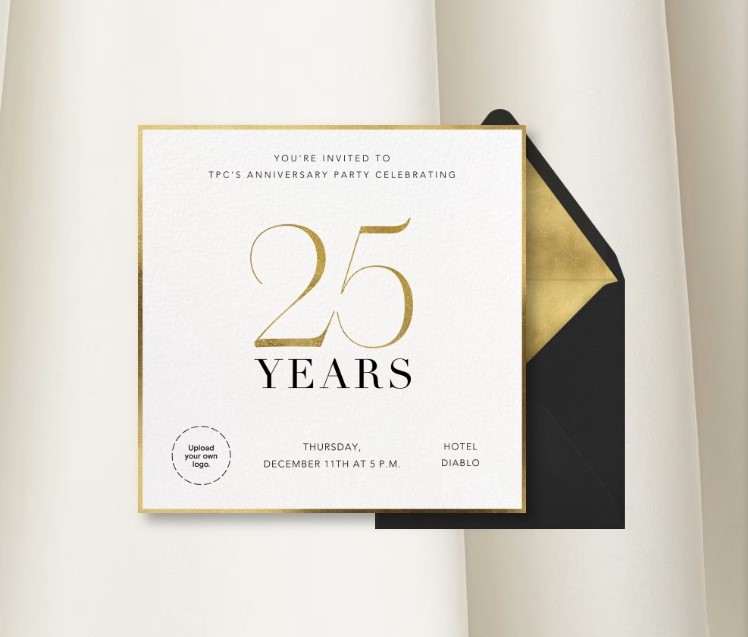 YOU'RE INVITED TO
TPC'S ANNIVERSARY PARTY CELEBRATING
25
YEARS
Upload
your own
logo.
THURSDAY,
DECEMBER 11TH AT 5 P.M.
HOTEL
DIABLO